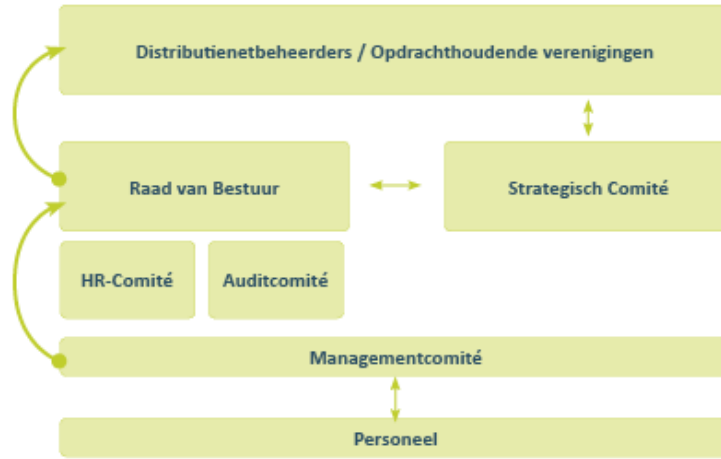 Distributienetbeheerders / Opdrachthoudende verenigingen
Raad van Bestuur
Strategisch Comité
HR-Comité
Auditcomité
Managementcomité
Personeel